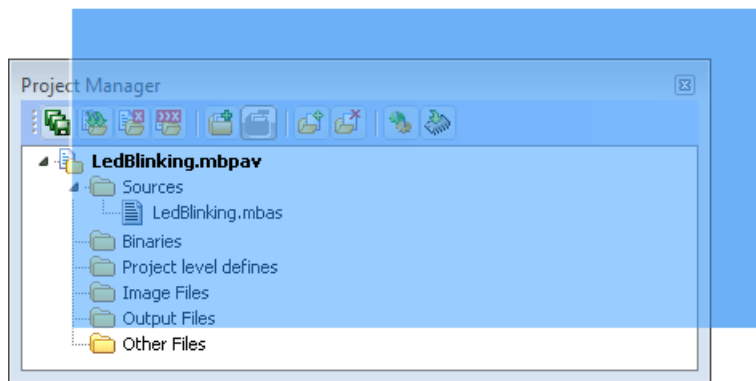 Project Manager
LedBlinking.mbpav
Sources
LedBlinking.mbas
Binaries
Project level defines
Image Files
Output Files
Other Files